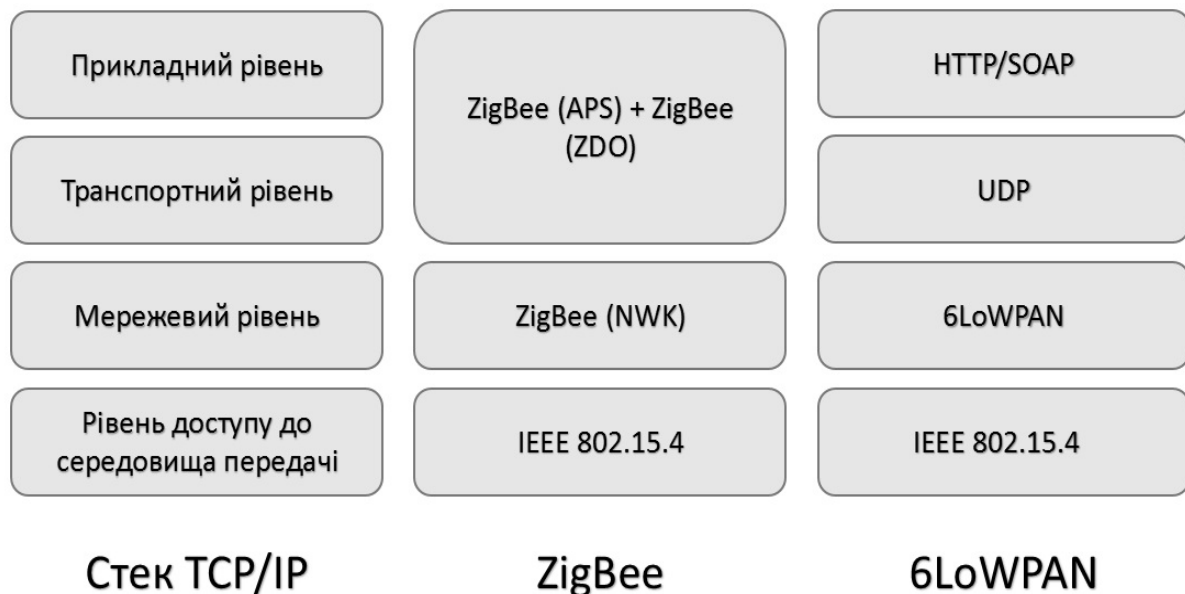 Прикладний рівень
Транспортний рівень
Мережевий рівень
Рівень доступу до
середовища передачі
Стек TCP/IP
ZigBee (APS) + ZigBee
(ZDO)
ZigBee (NWK)
IEEE 802.15.4
ZigBee
HTTP/SOAP
UDP
6LoWPAN
IEEE 802.15.4
6LoWPAN